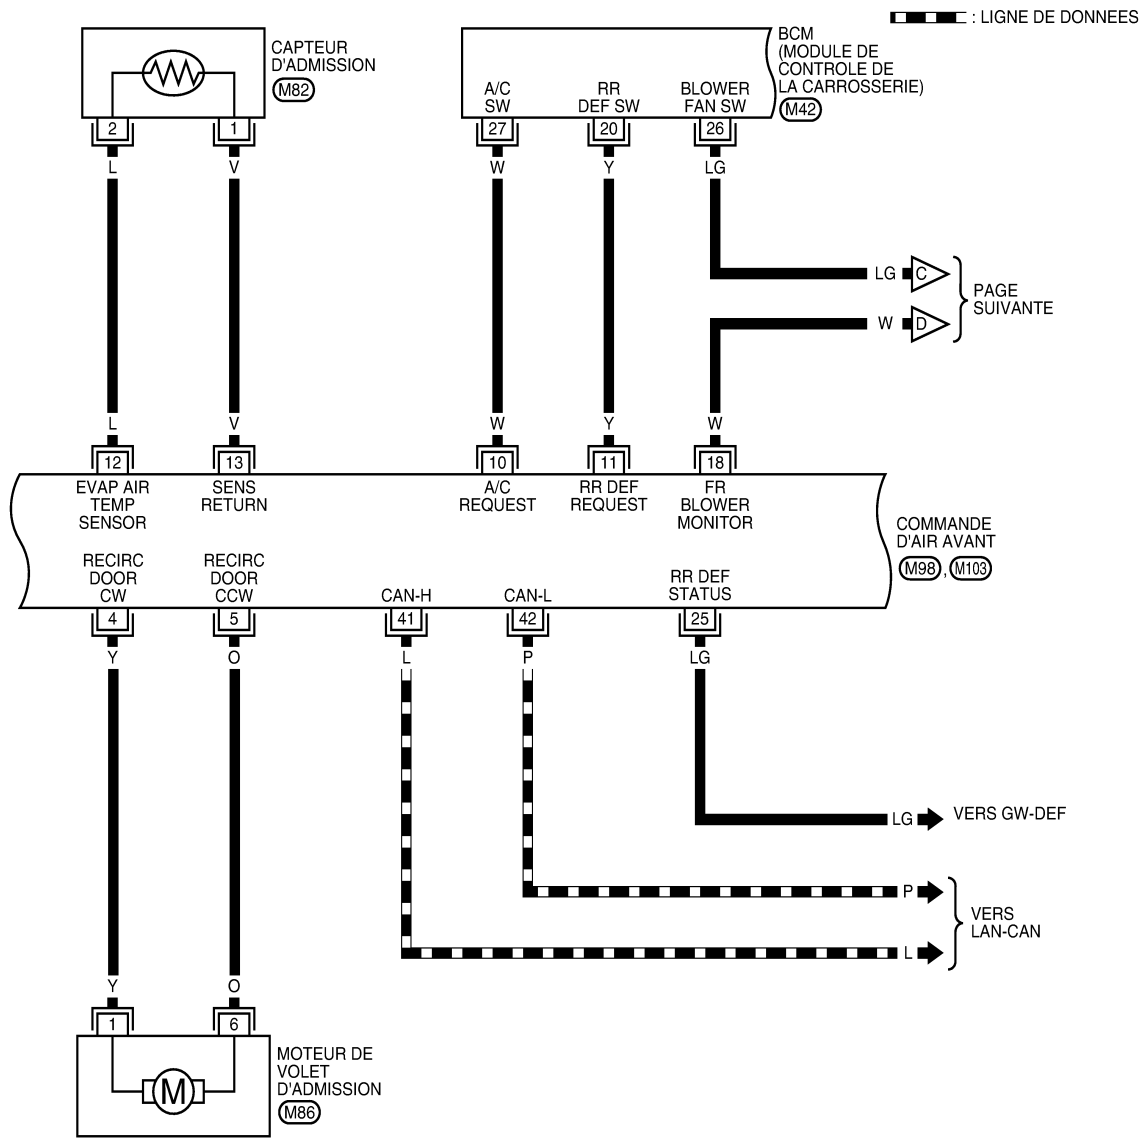 : LIGNE DE DONNEES
CAPTEUR
D'ADMISSION
M82
BCM
(MODULE DE
CONTROLE DE
LA CARROSSERIE)
M42
A/C
SW
RR
DEF SW
BLOWER
FAN SW
2
1
27
20
26
L
V
W
Y
LG
LG
C
W
D
PAGE
SUIVANTE
L
V
W
Y
W
12
13
10
11
18
EVAP AIR
TEMP
SENSOR
SENS
RETURN
A/C
REQUEST
RR DEF
REQUEST
FR
BLOWER
MONITOR
COMMANDE
D'AIR AVANT
M98 , M103
RECIRC
DOOR
CW
RECIRC
DOOR
CCW
CAN-H
CAN-L
RR DEF
STATUS
4
5
41
42
25
Y
O
L
P
LG
LG
VERS GW-DEF
P
L
VERS
LAN-CAN
Y
O
1
6
M
MOTEUR DE
VOLET
D'ADMISSION
M86